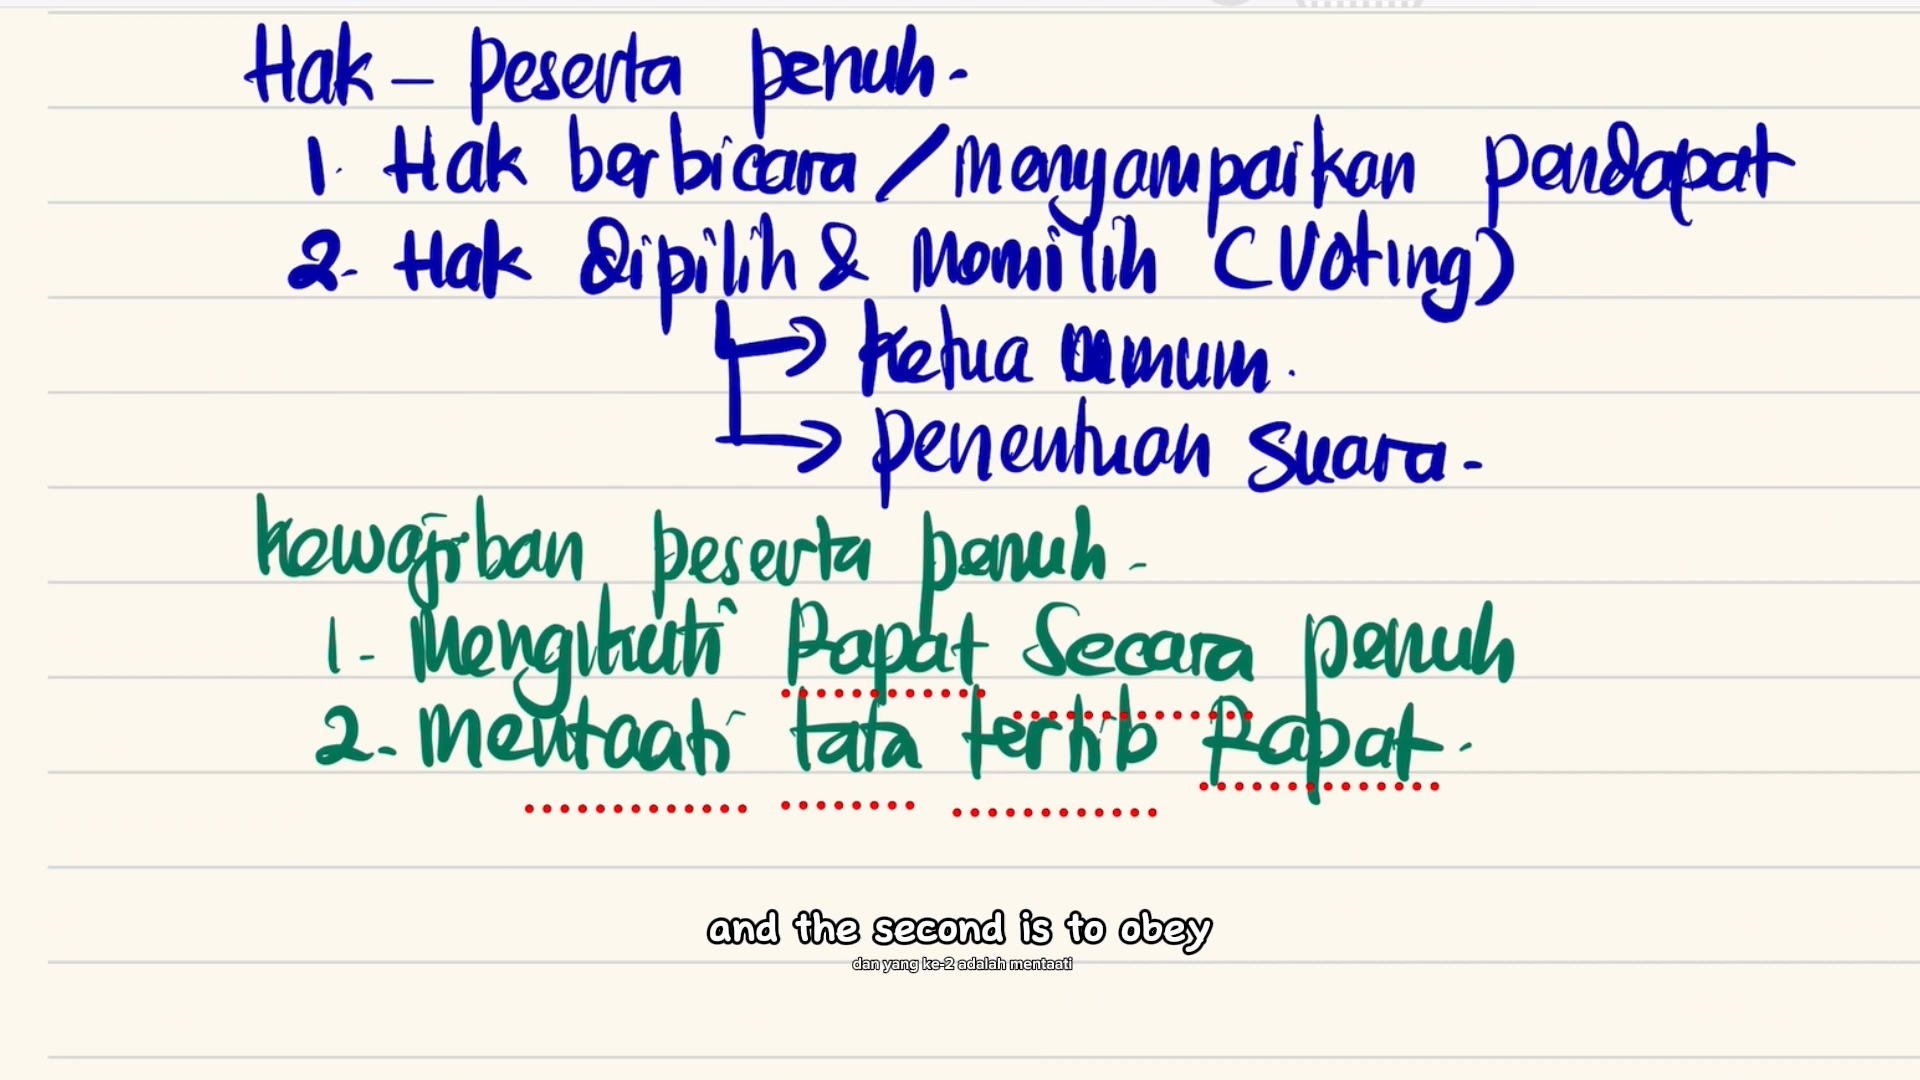 Hak - Peserta penuh.
1. Hak berbicara / Menyampaikan pendapat
2. Hak Dipilih & Memilih (Voting)
→ Ketua umum.
→ Penentuan Suara.
Kewajiban peserta penuh.
1. Mengikuti Rapat Secara penuh
2. Mentaati tata tertib Rapat.
and the second is to obey
dan yang ke-2 adalah mentaati